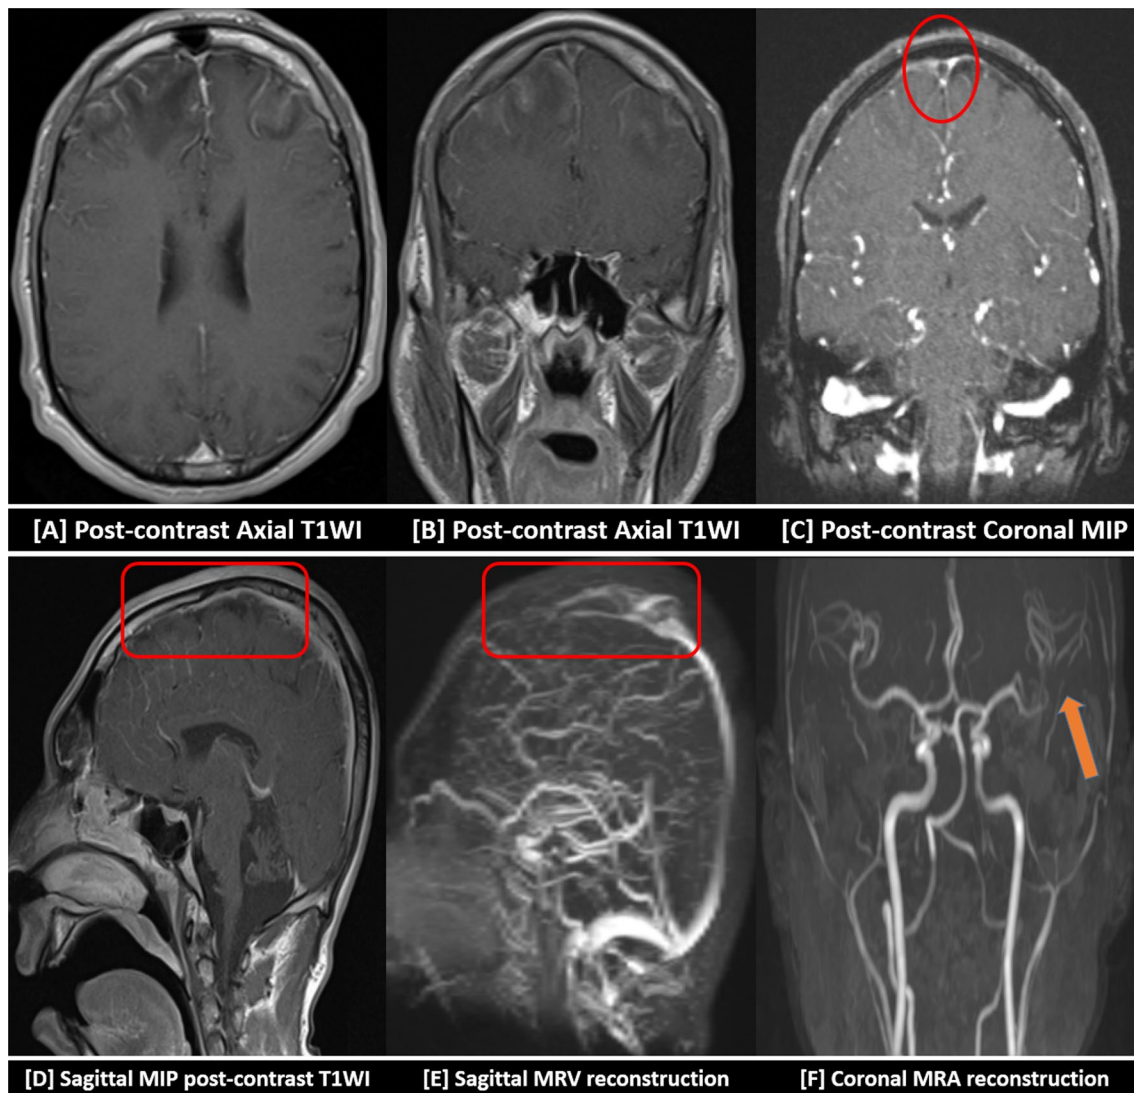 [A] Post-contrast Axial T1WI
[B] Post-contrast Axial T1WI
[C] Post-contrast Coronal MIP
[D] Sagittal MIP post-contrast T1WI
[E] Sagittal MRV reconstruction
[F] Coronal MRA reconstruction